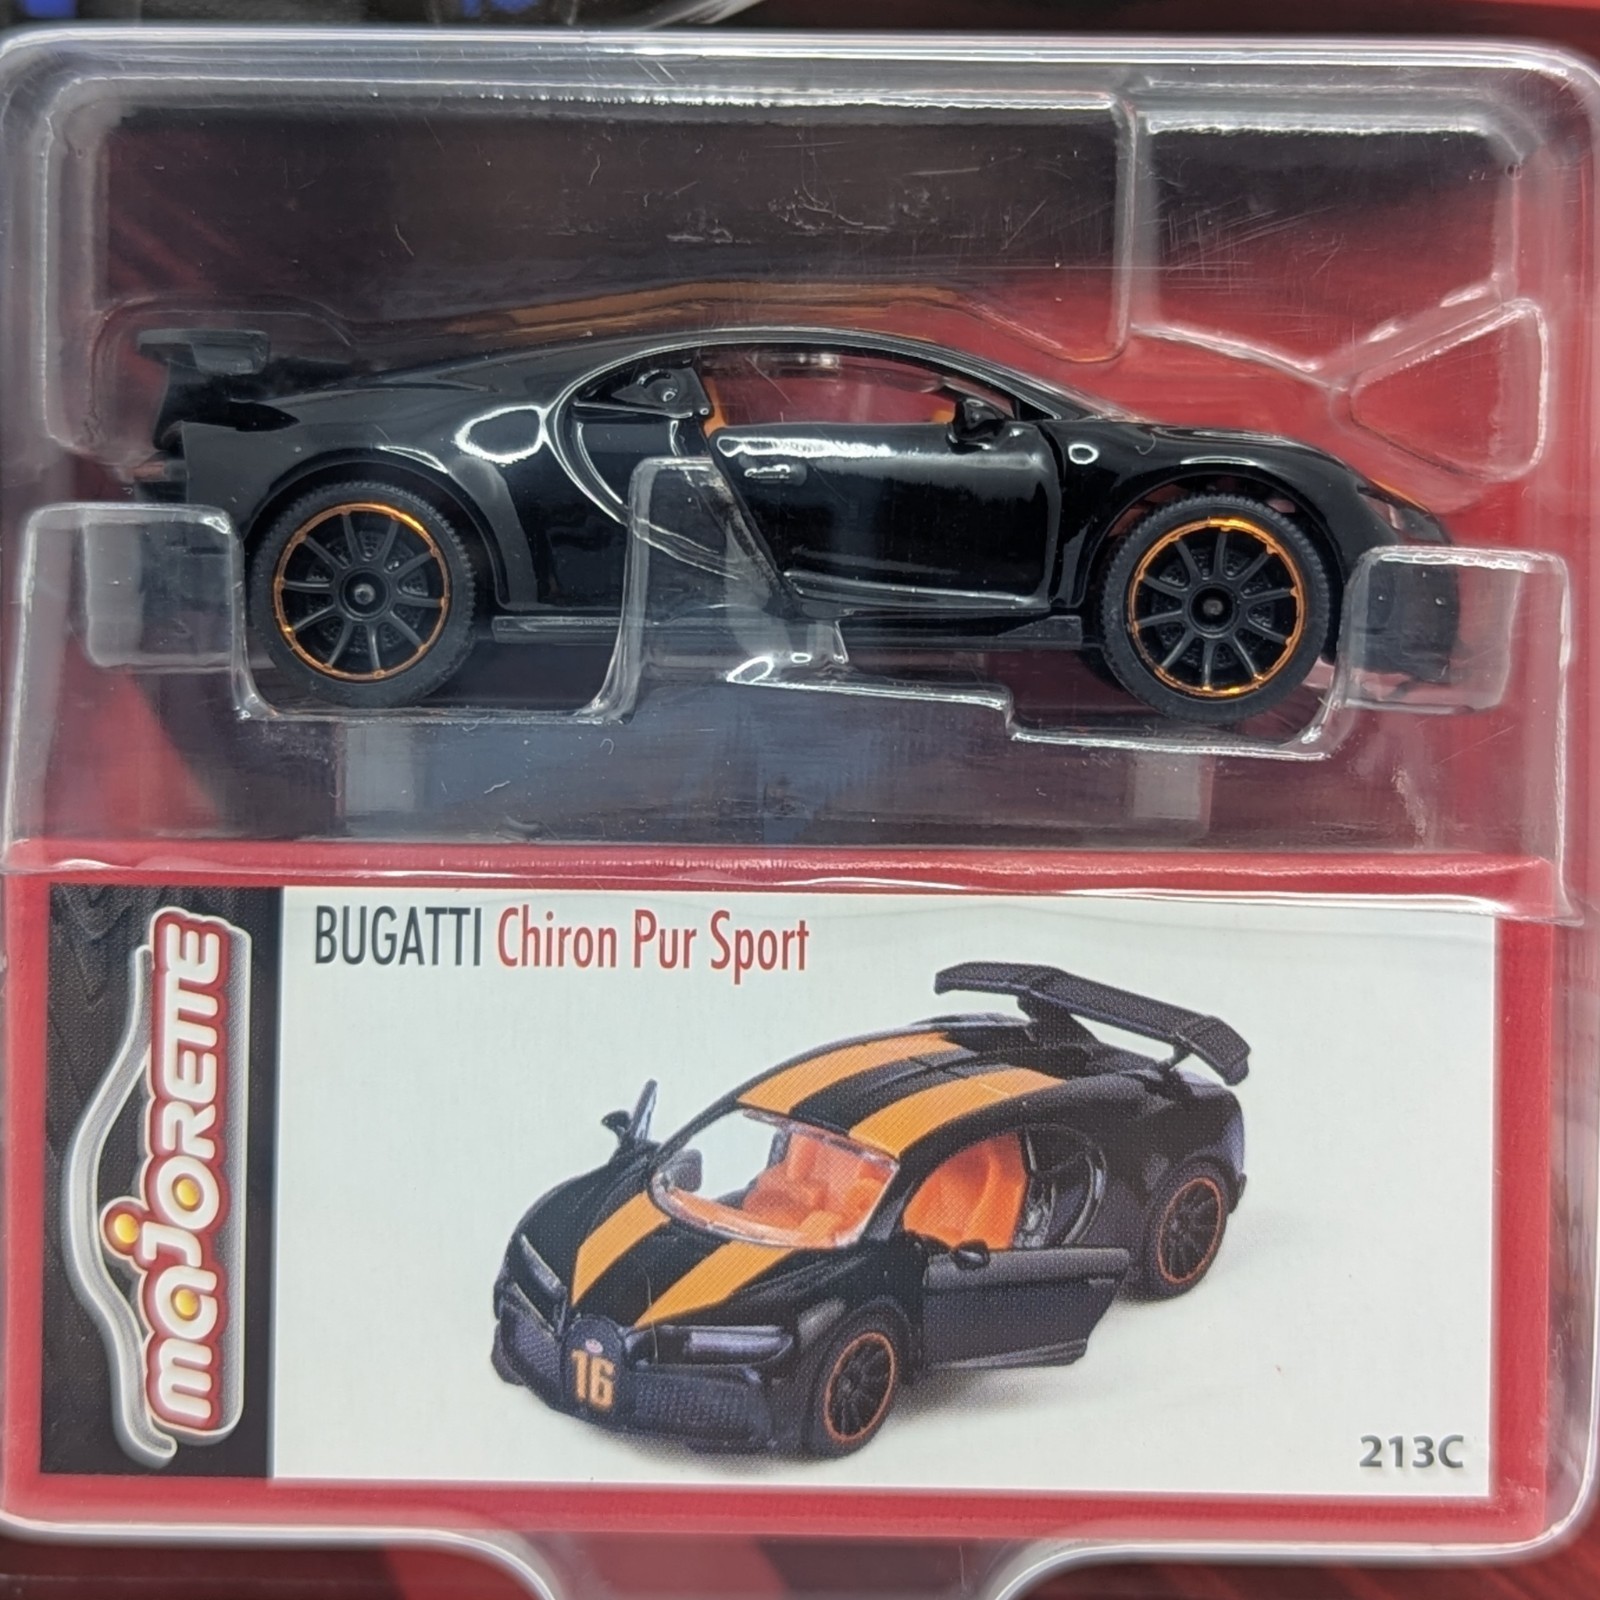 BUGATTI Chiron Pur Sport
majorette
16
213C